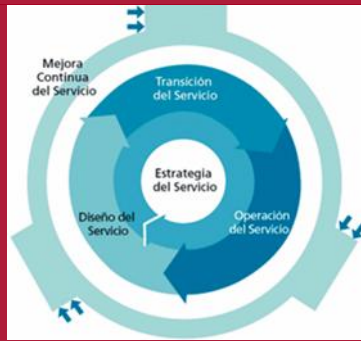 Mejora
Continua
del Servicio
Transición
del Servicio
Estrategia
del Servicio
Diseño del
Servicio
Operación
del Servicio